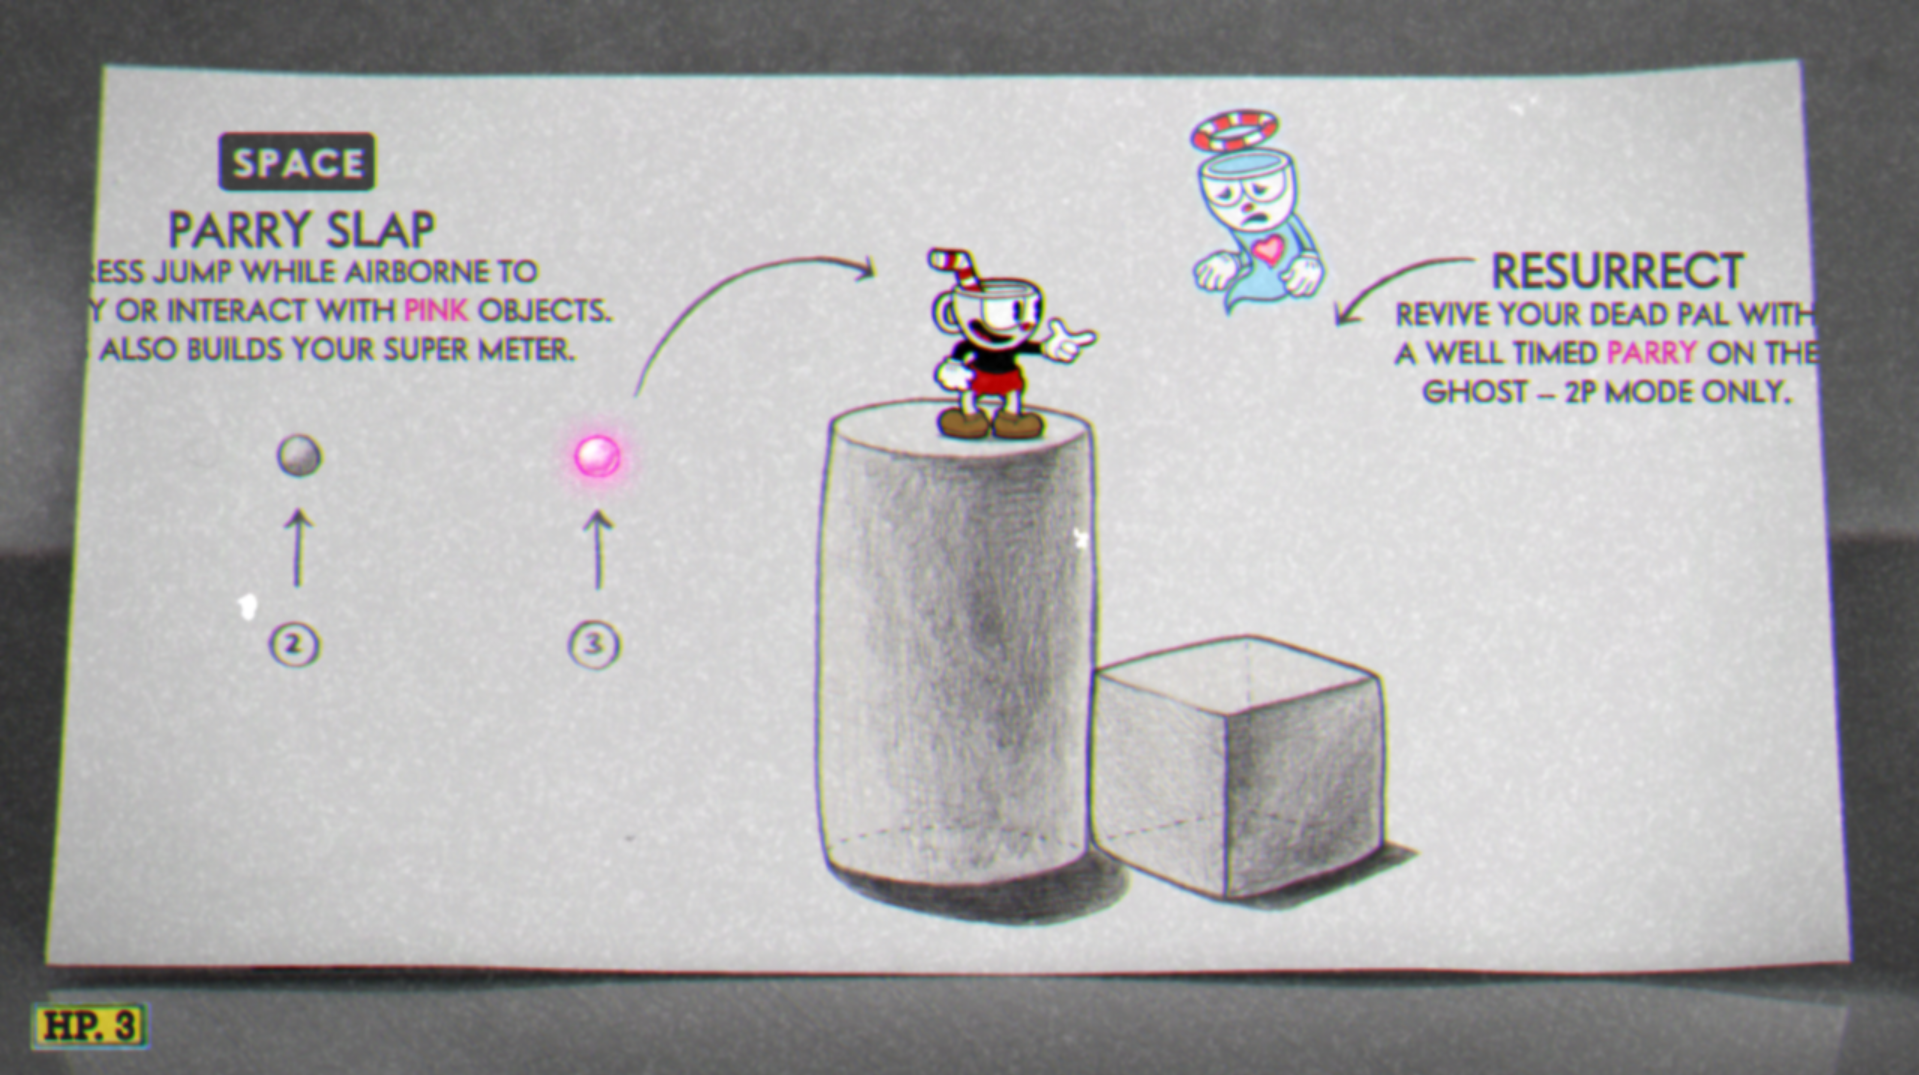 SPACE
PARRY SLAP
ESS JUMP WHILE AIRBORNE TO
Y OR INTERACT WITH PINK OBJECTS.
ALSO BUILDS YOUR SUPER METER.
RESURRECT
REVIVE YOUR DEAD PAL WITH
A WELL TIMED PARRY ON THE
GHOST – 2P MODE ONLY.
2
3
HP. 3